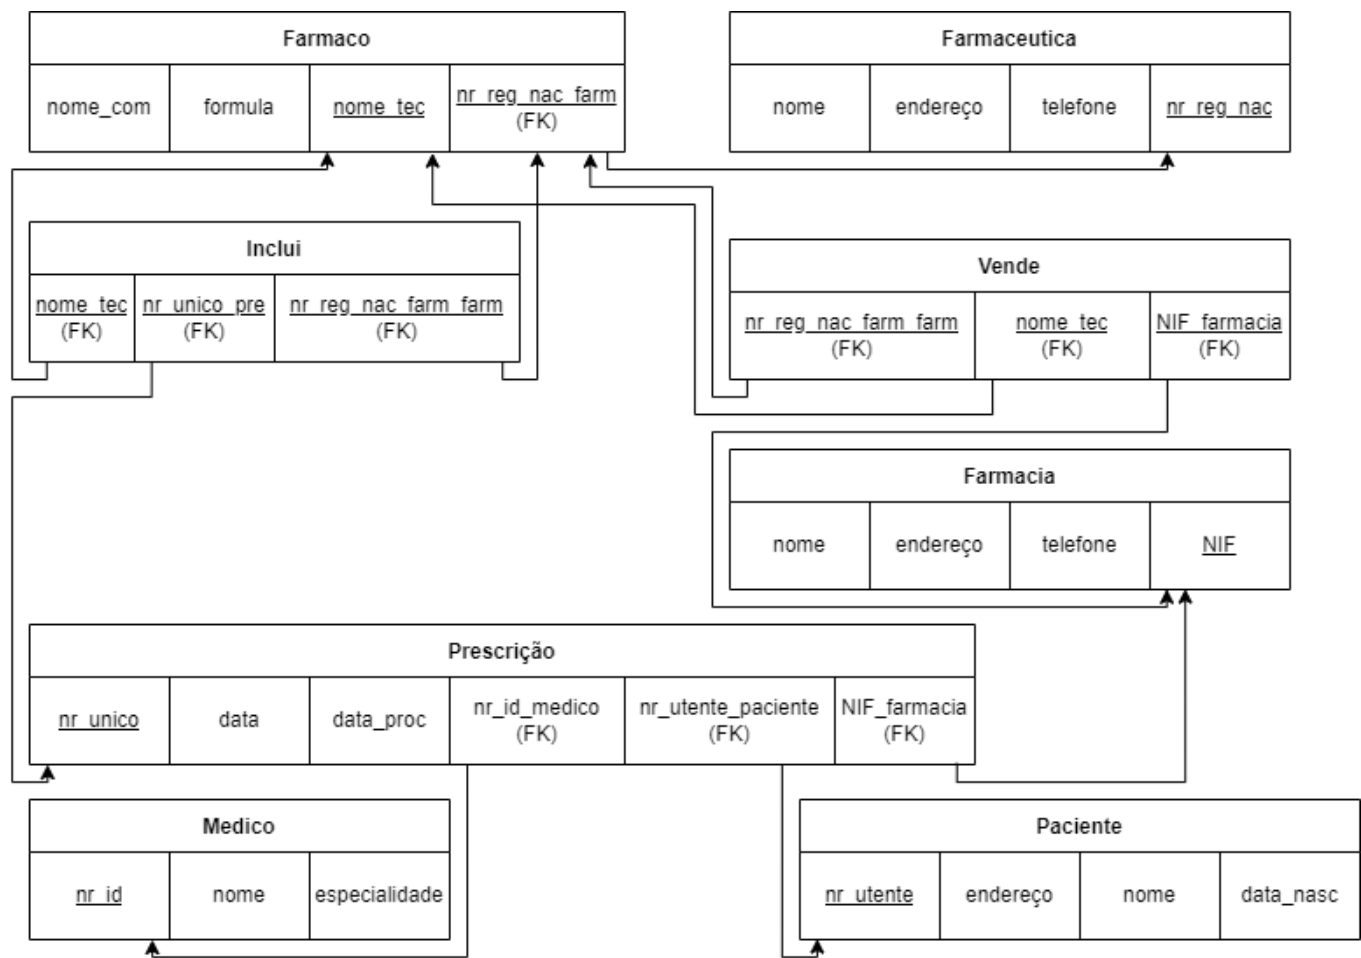 Farmaco
nome_com
formula
nome_tec
nr_reg_nac_farm
(FK)
Farmaceutica
nome
endereço
telefone
nr_reg_nac
Inclui
nome_tec
(FK)
nr_unico_pre
(FK)
nr_reg_nac_farm_farm
(FK)
Vende
nr_reg_nac_farm_farm
(FK)
nome_tec
(FK)
NIF_farmacia
(FK)
Farmacia
nome
endereço
telefone
NIF
Prescrição
nr_unico
data
data_proc
nr_id_medico
(FK)
nr_utente_paciente
(FK)
NIF_farmacia
(FK)
Medico
nr_id
nome
especialidade
Paciente
nr_utente
endereço
nome
data_nasc